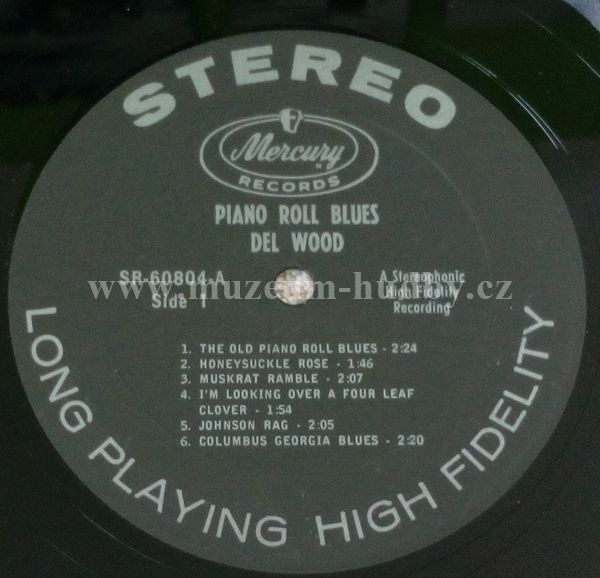 STEREO
Mercury
RECORDS
PIANO ROLL BLUES
DEL WOOD
SR-60804-A
Side 1
A Stereophonic
High Fidelity
Recording
www.muzeum-hudby.cz
1. THE OLD PIANO ROLL BLUES - 2:24
2. HONEYSUCKLE ROSE - 1:46
3. MUSKRAT RAMBLE - 2:07
4. I'M LOOKING OVER A FOUR LEAF
CLOVER - 1:54
5. JOHNSON RAG - 2:05
6. COLUMBUS GEORGIA BLUES - 2:20
LONG PLAYING HIGH FIDELITY